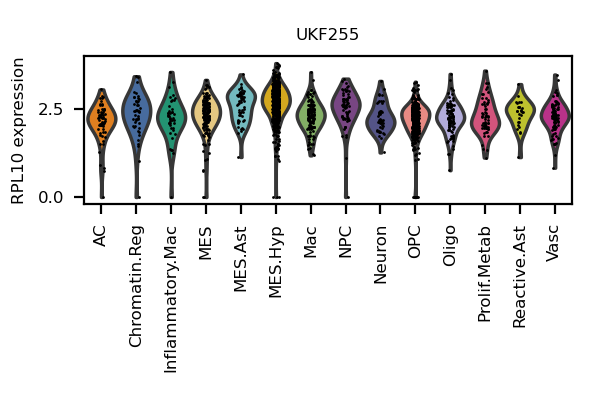 UKF255
RPL10 expression
2.5
0.0
AC
Chromatin.Reg
Inflammatory.Mac
MES
MES.Ast
MES.Hyp
Mac
NPC
Neuron
OPC
Oligo
Prolif.Metab
Reactive.Ast
Vasc